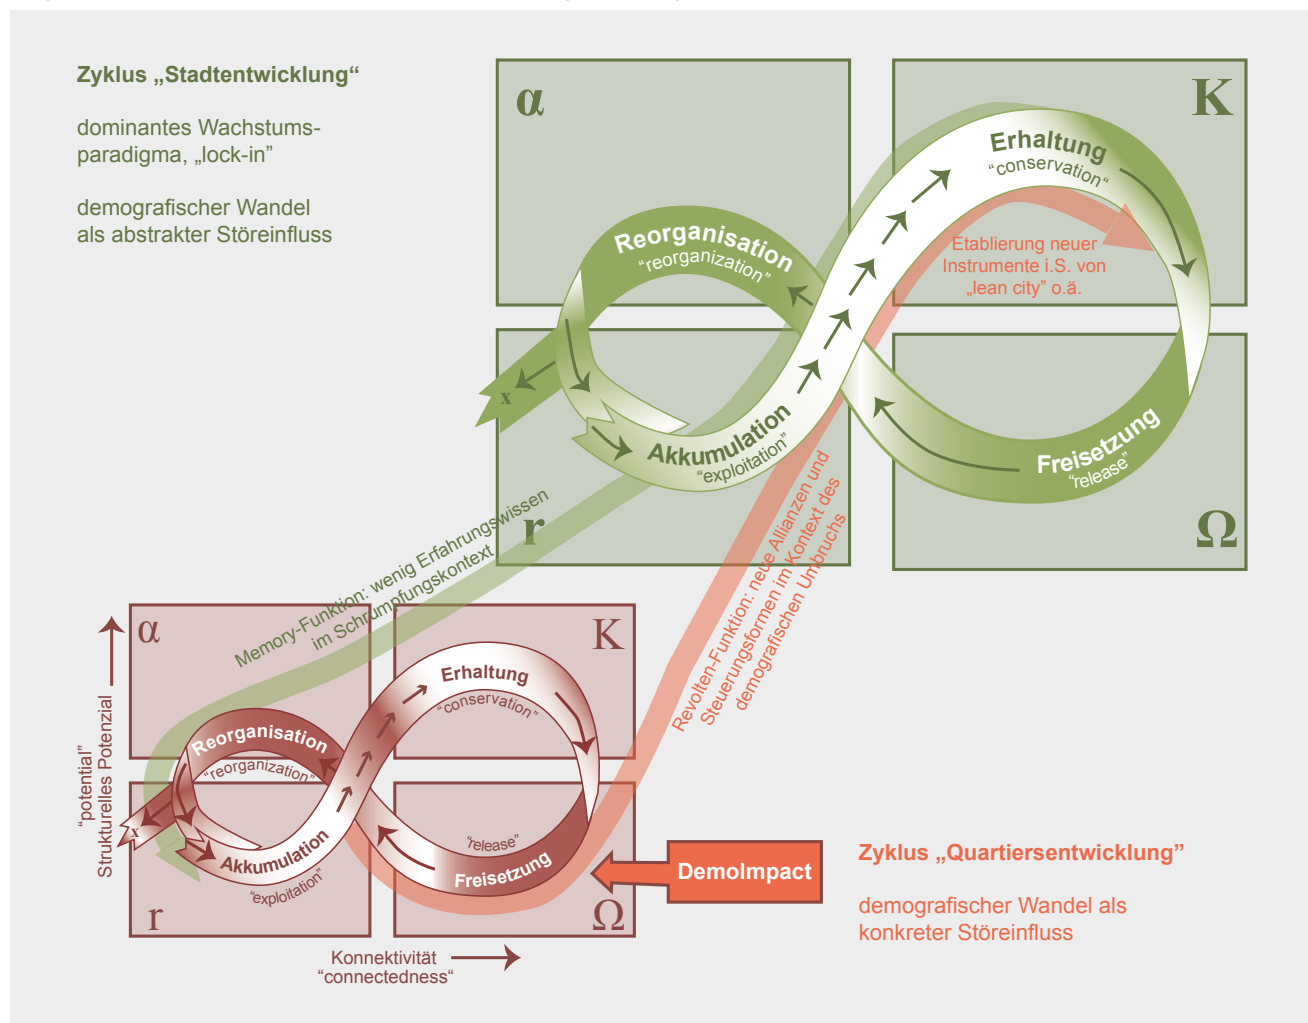 Zyklus „Stadtentwicklung“
dominantes Wachstums-
paradigma, „lock-in”
demografischer Wandel
als abstrakter Störeinfluss
α
K
Erhaltung
“conservation“
Reorganisation
“reorganization”
Etablierung neuer
Instrumente i.S. von
„lean city” o.ä.
x
Akkumulation
“exploitation”
Freisetzung
“release”
r
Ω
Memory-Funktion: wenig Erfahrungswissen
im Schrumpfungskontext
Revolten-Funktion: neue Allianzen und
Steuerungsformen im Kontext des
demografischen Umbruchs
“potential”
Strukturelles Potenzial
α
K
Erhaltung
“conservation”
Reorganisation
“reorganization”
x
Akkumulation
“exploitation”
“release”
Freisetzung
r
Ω
DemoImpact
Zyklus „Quartiersentwicklung”
demografischer Wandel als
konkreter Störeinfluss
Konnektivität
“connectedness“